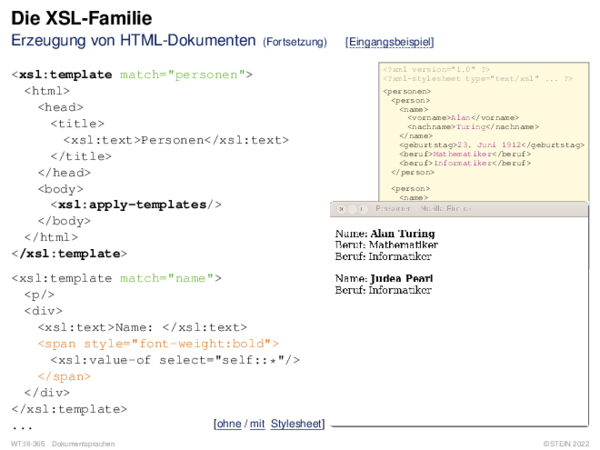 Die XSL-Familie
Erzeugung von HTML-Dokumenten (Fortsetzung) [Eingangsbeispiel]
<xsl:template match="personen">
<html>
<head>
<title>
<xsl:text>Personen</xsl:text>
</title>
</head>
<body>
<xsl:apply-templates/>
</body>
</html>
</xsl:template>
<xsl:template match="name">
<p/>
<div>
<xsl:text>Name: </xsl:text>
<span style="font-weight:bold">
<xsl:value-of select="self::*"/>
</span>
</div>
</xsl:template>
...
<?xml version="1.0" ?>
<?xml-stylesheet type="text/xsl" ... ?>
<personen>
<person>
<name>
<vorname>Alan</vorname>
<nachname>Turing</nachname>
</name>
<geburtstag>23. Juni 1912</geburtstag>
<beruf>Mathematiker</beruf>
<beruf>Informatiker</beruf>
</person>
<person>
<name>
Personen - Mozilla Firefox
Name: Alan Turing
Beruf: Mathematiker
Beruf: Informatiker
Name: Judea Pearl
Beruf: Informatiker
[ohne / mit Stylesheet]
WT:III-365 Dokumentsprachen
©STEIN 2022